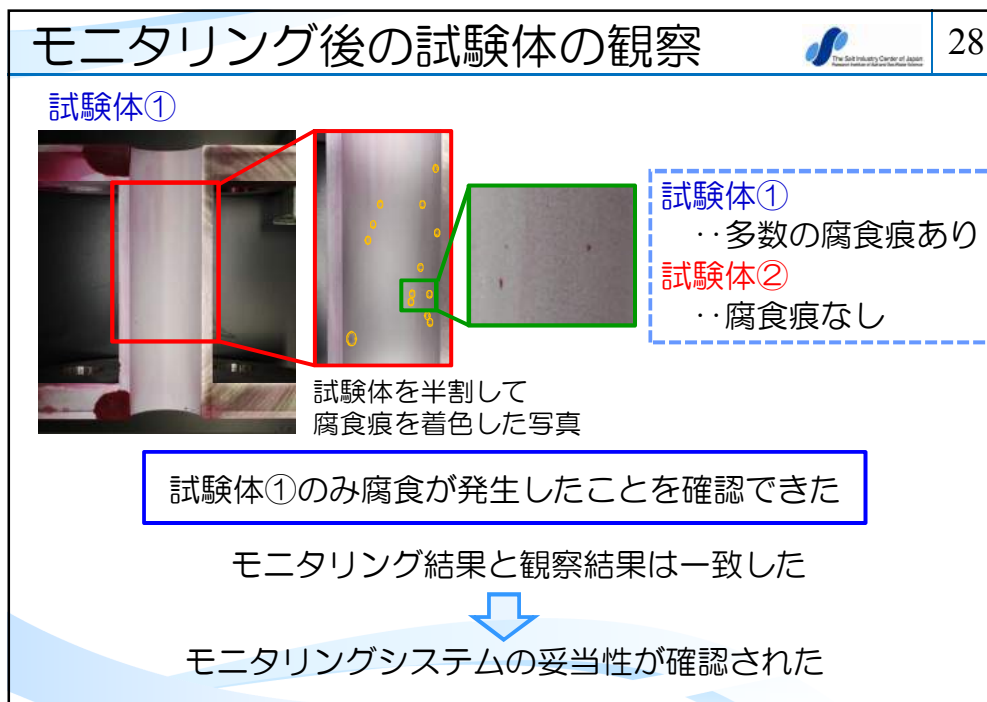 モニタリング後の試験体の観察
The Salt Industry Center of Japan
28
試験体①
試験体①
‥多数の腐食痕あり
試験体②
‥腐食痕なし
試験体を半割して
腐食痕を着色した写真
試験体①のみ腐食が発生したことを確認できた
モニタリング結果と観察結果は一致した
モニタリングシステムの妥当性が確認された